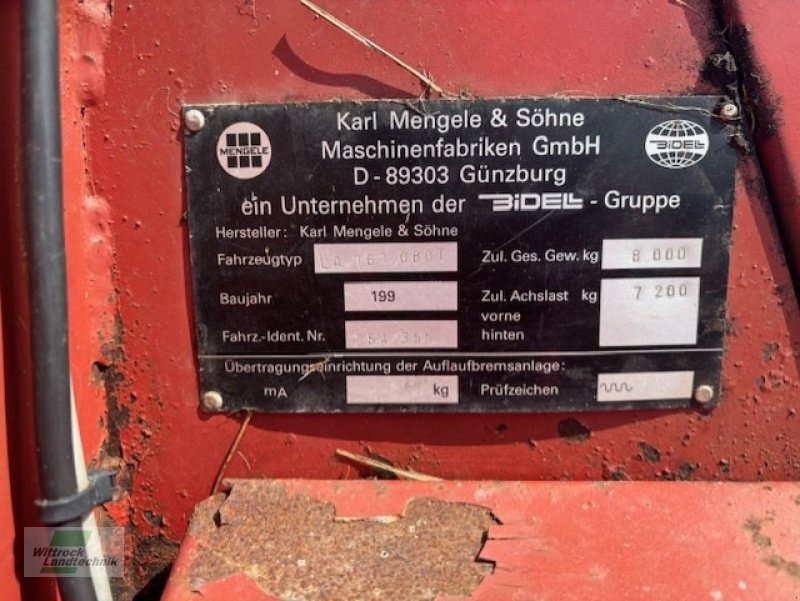 MENGELE
Karl Mengele & Söhne
Maschinenfabriken GmbH
D-89303 Günzburg
BiDELL
ein Unternehmen der BiDELL - Gruppe
Hersteller: Karl Mengele & Söhne
Fahrzeugtyp LA Zul. Ges. Gew. kg 8.000
Baujahr 199 Zul. Achslast kg 7 200
vorne
Fahrz.-Ident. Nr. hinten
Übertragungseinrichtung der Auflaufbremsanlage:
mA kg Prüfzeichen
Wittrock
Landtechnik